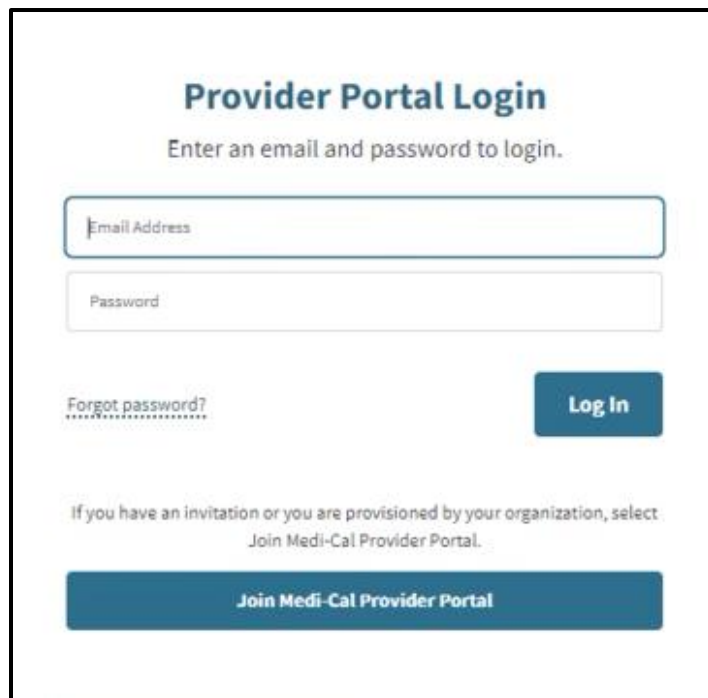 Provider Portal Login
Enter an email and password to login.
Email Address
Password
Forgot password?
Log In
If you have an invitation or you are provisioned by your organization, select
Join Medi-Cal Provider Portal.
Join Medi-Cal Provider Portal